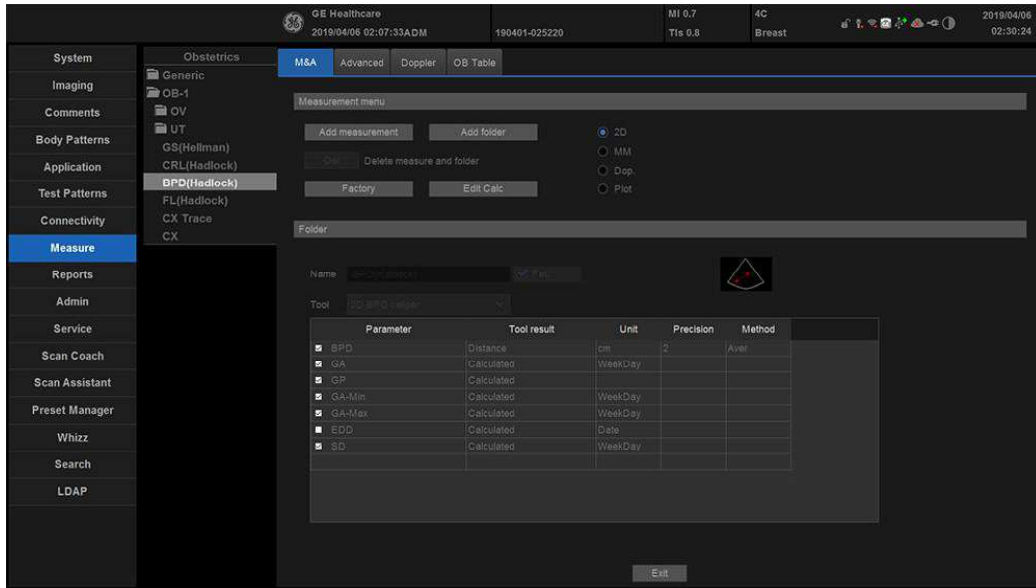 GE Healthcare
2019/04/06 02:07:33ADM
190401-025220
MI 0.7
TIs 0.8
4C
Breast
2019/04/06
02:30:24
System
Imaging
Comments
Body Patterns
Application
Test Patterns
Connectivity
Measure
Reports
Admin
Service
Scan Coach
Scan Assistant
Preset Manager
Whizz
Search
LDAP
Obstetrics
Generic
OB-1
OV
UT
GS(Hellman)
CRL(Hadlock)
BPD(Hadlock)
FL(Hadlock)
CX Trace
CX
M&A Advanced Doppler OB Table
Measurement menu
Add measurement Add folder 2D
MM
Del Delete measure and folder
Dop.
Factory Edit Calc Plot
Folder
Name
Tool 2D BPD caliper
Parameter Tool result Unit Precision Method
BPD Distance cm 2 Aver
GA Calculated WeekDay
GP Calculated
GA-Min Calculated WeekDay
GA-Max Calculated WeekDay
EDD Calculated Date
SD Calculated WeekDay
Exit